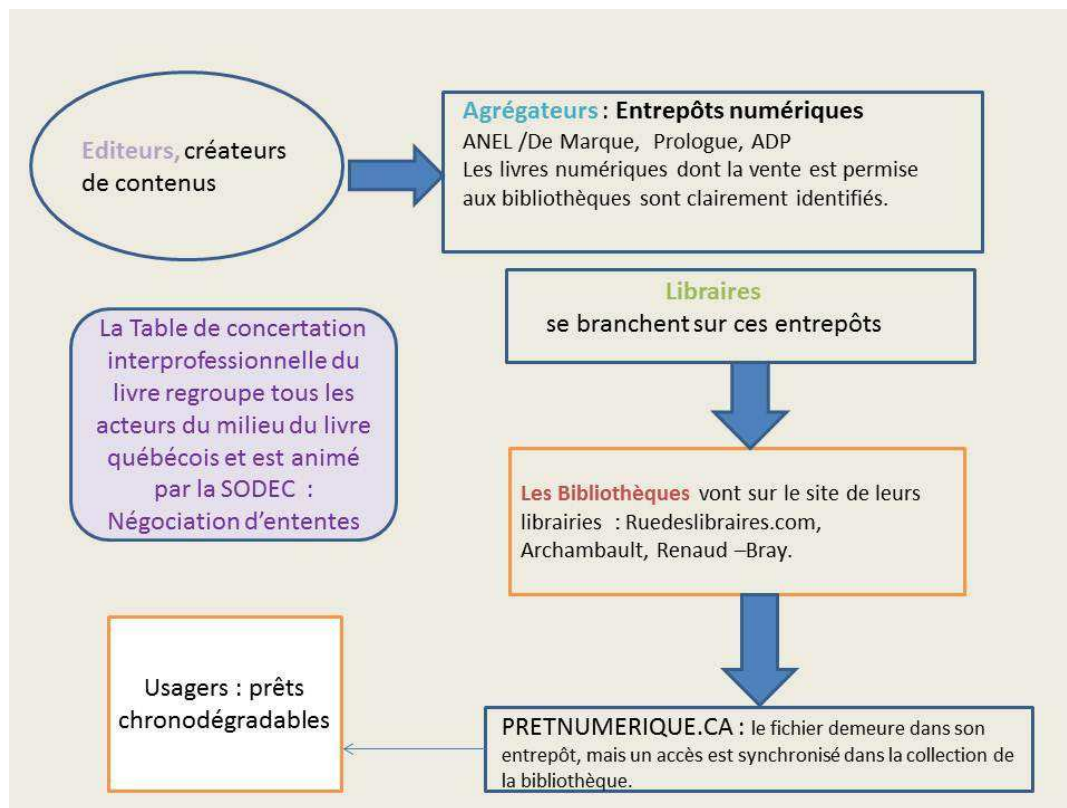 Editeurs, créateurs
de contenus
Agrégateurs : Entrepôts numériques
ANEL /De Marque, Prologue, ADP
Les livres numériques dont la vente est permise
aux bibliothèques sont clairement identifiés.
Libraires
se branchent sur ces entrepôts
La Table de concertation
interprofessionnelle du
livre regroupe tous les
acteurs du milieu du livre
québécois et est animé
par la SODEC :
Négociation d'ententes
Les Bibliothèques vont sur le site de leurs
librairies : Ruedeslibraires.com,
Archambault, Renaud –Bray.
Usagers : prêts
chronodégradables
PRETNUMERIQUE.CA : le fichier demeure dans son
entrepôt, mais un accès est synchronisé dans la collection de
la bibliothèque.